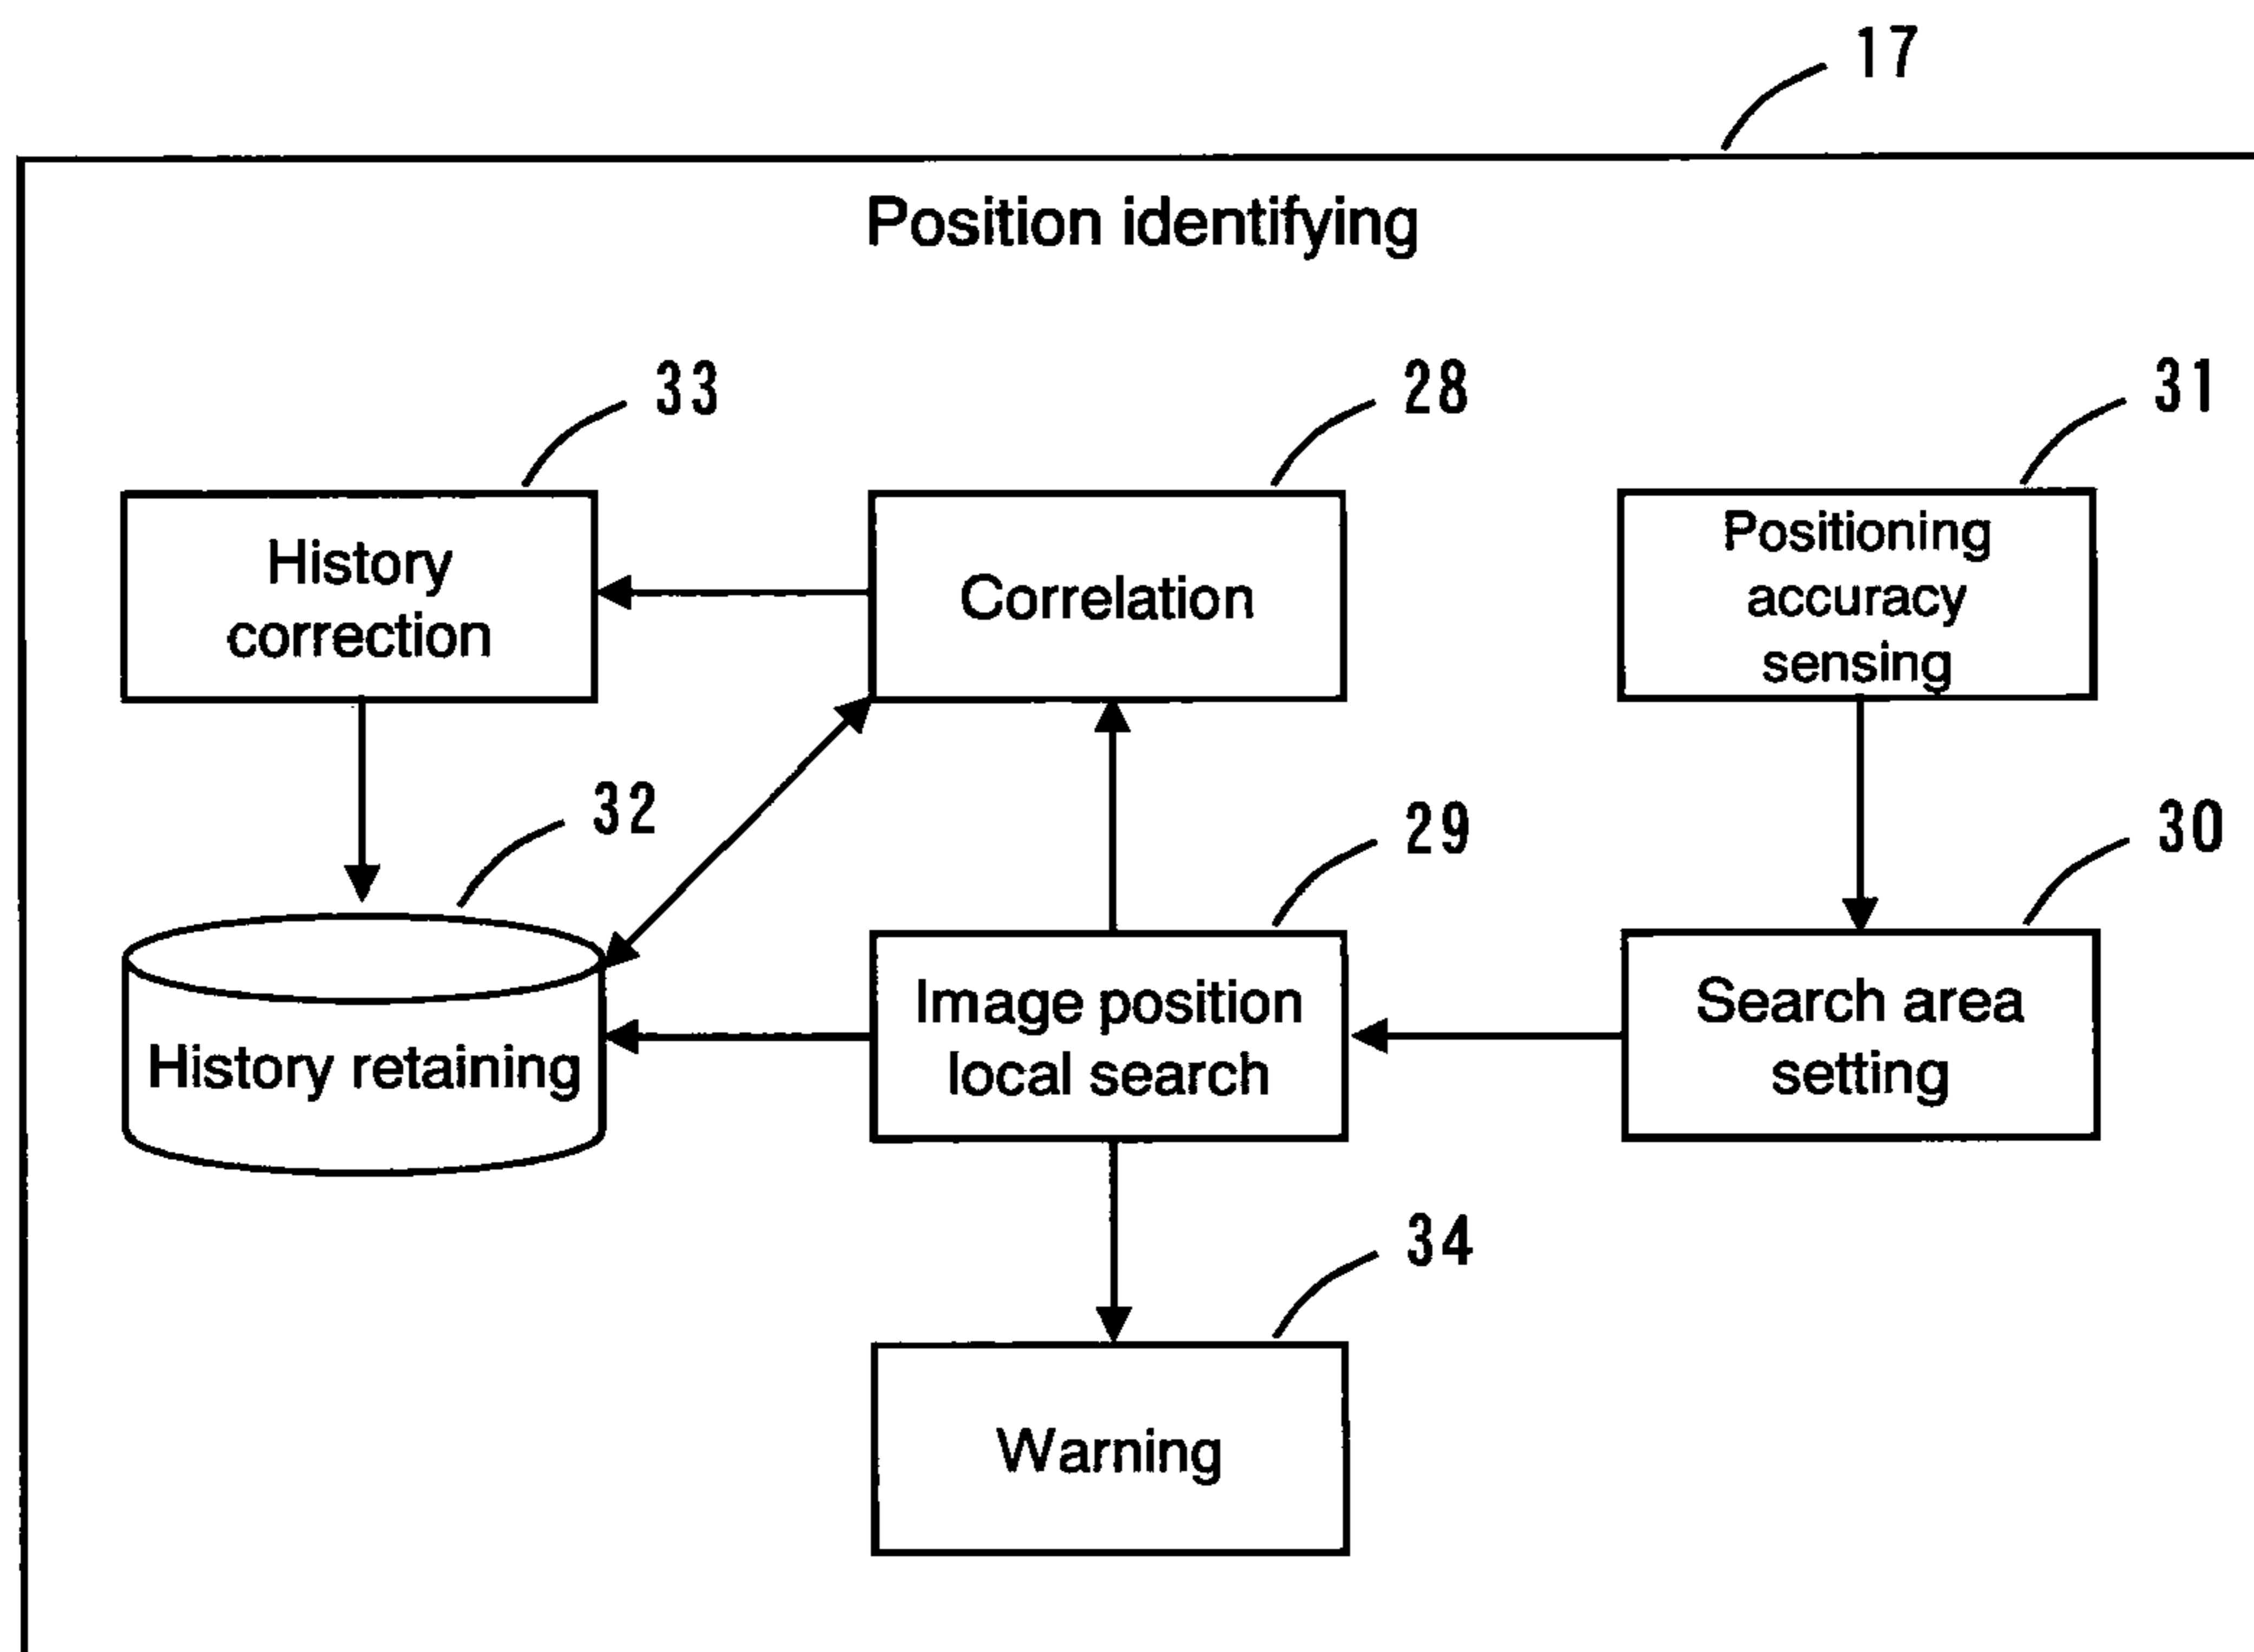 17
Position identifying
33
28
31
History
correction
Correlation
Positioning
accuracy
sensing
32
29
30
History retaining
Image position
local search
Search area
setting
34
Warning